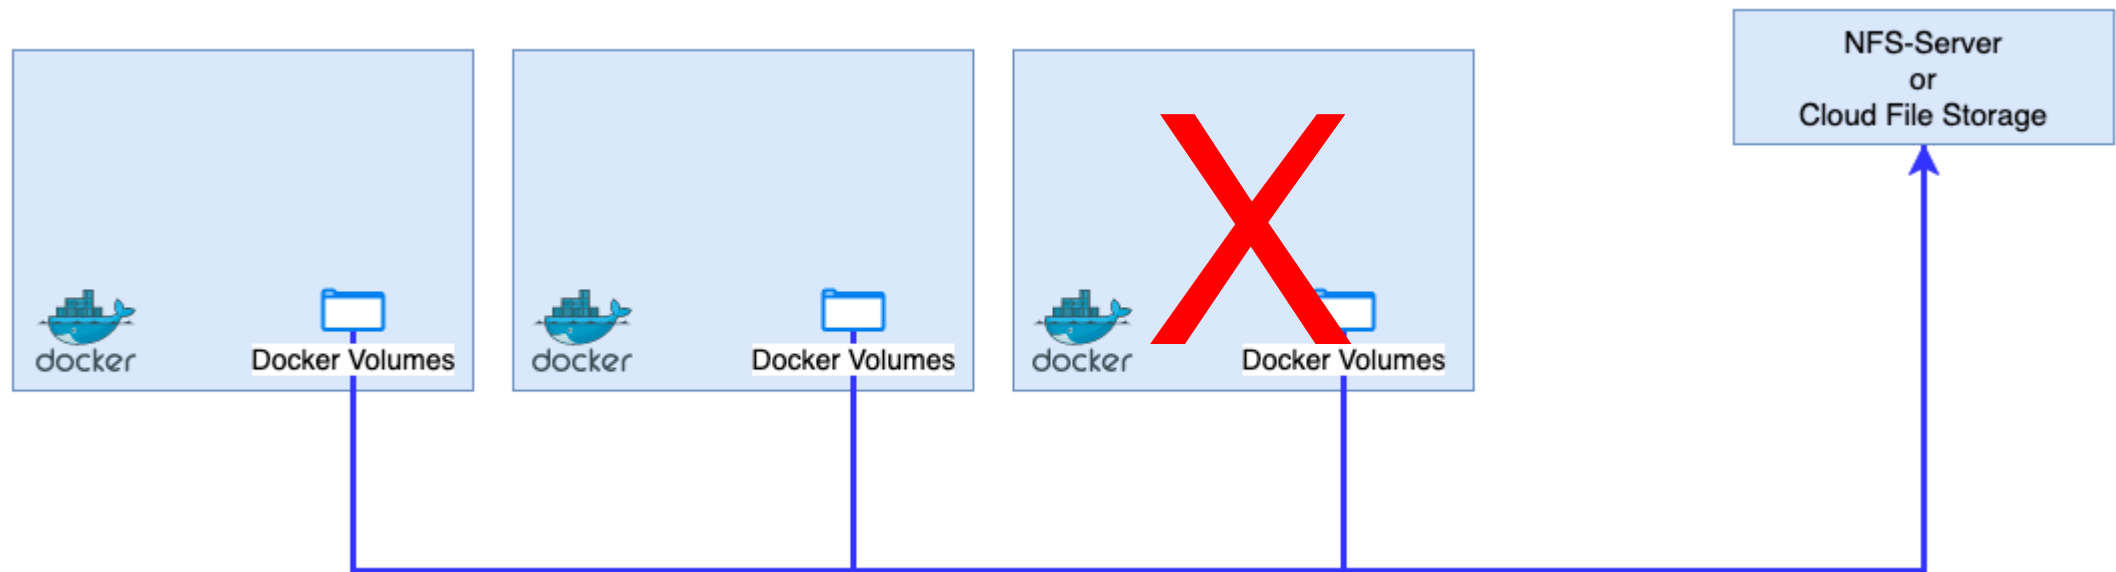 NFS-Server
or
Cloud File Storage
docker
Docker Volumes
docker
Docker Volumes
X
docker
Docker Volumes